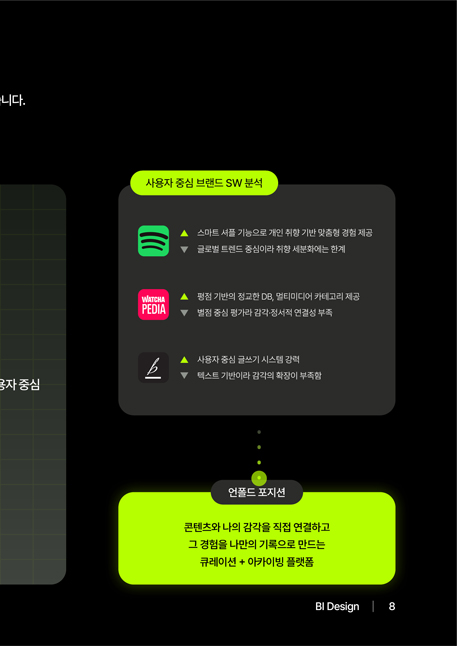 니다.
사용자 중심 브랜드 SW 분석
▲ 스마트 셔플 기능으로 개인 취향 기반 맞춤형 경험 제공
▼ 글로벌 트렌드 중심이라 취향 세분화에는 한계
WATCHA
PEDIA
▲ 평점 기반의 정교한 DB, 멀티미디어 카테고리 제공
▼ 별점 중심 평가라 감각·정서적 연결성 부족
b
▲ 사용자 중심 글쓰기 시스템 강력
▼ 텍스트 기반이라 감각의 확장이 부족함
용자 중심
언폴드 포지션
콘텐츠와 나의 감각을 직접 연결하고
그 경험을 나만의 기록으로 만드는
큐레이션 + 아카이빙 플랫폼
BI Design | 8